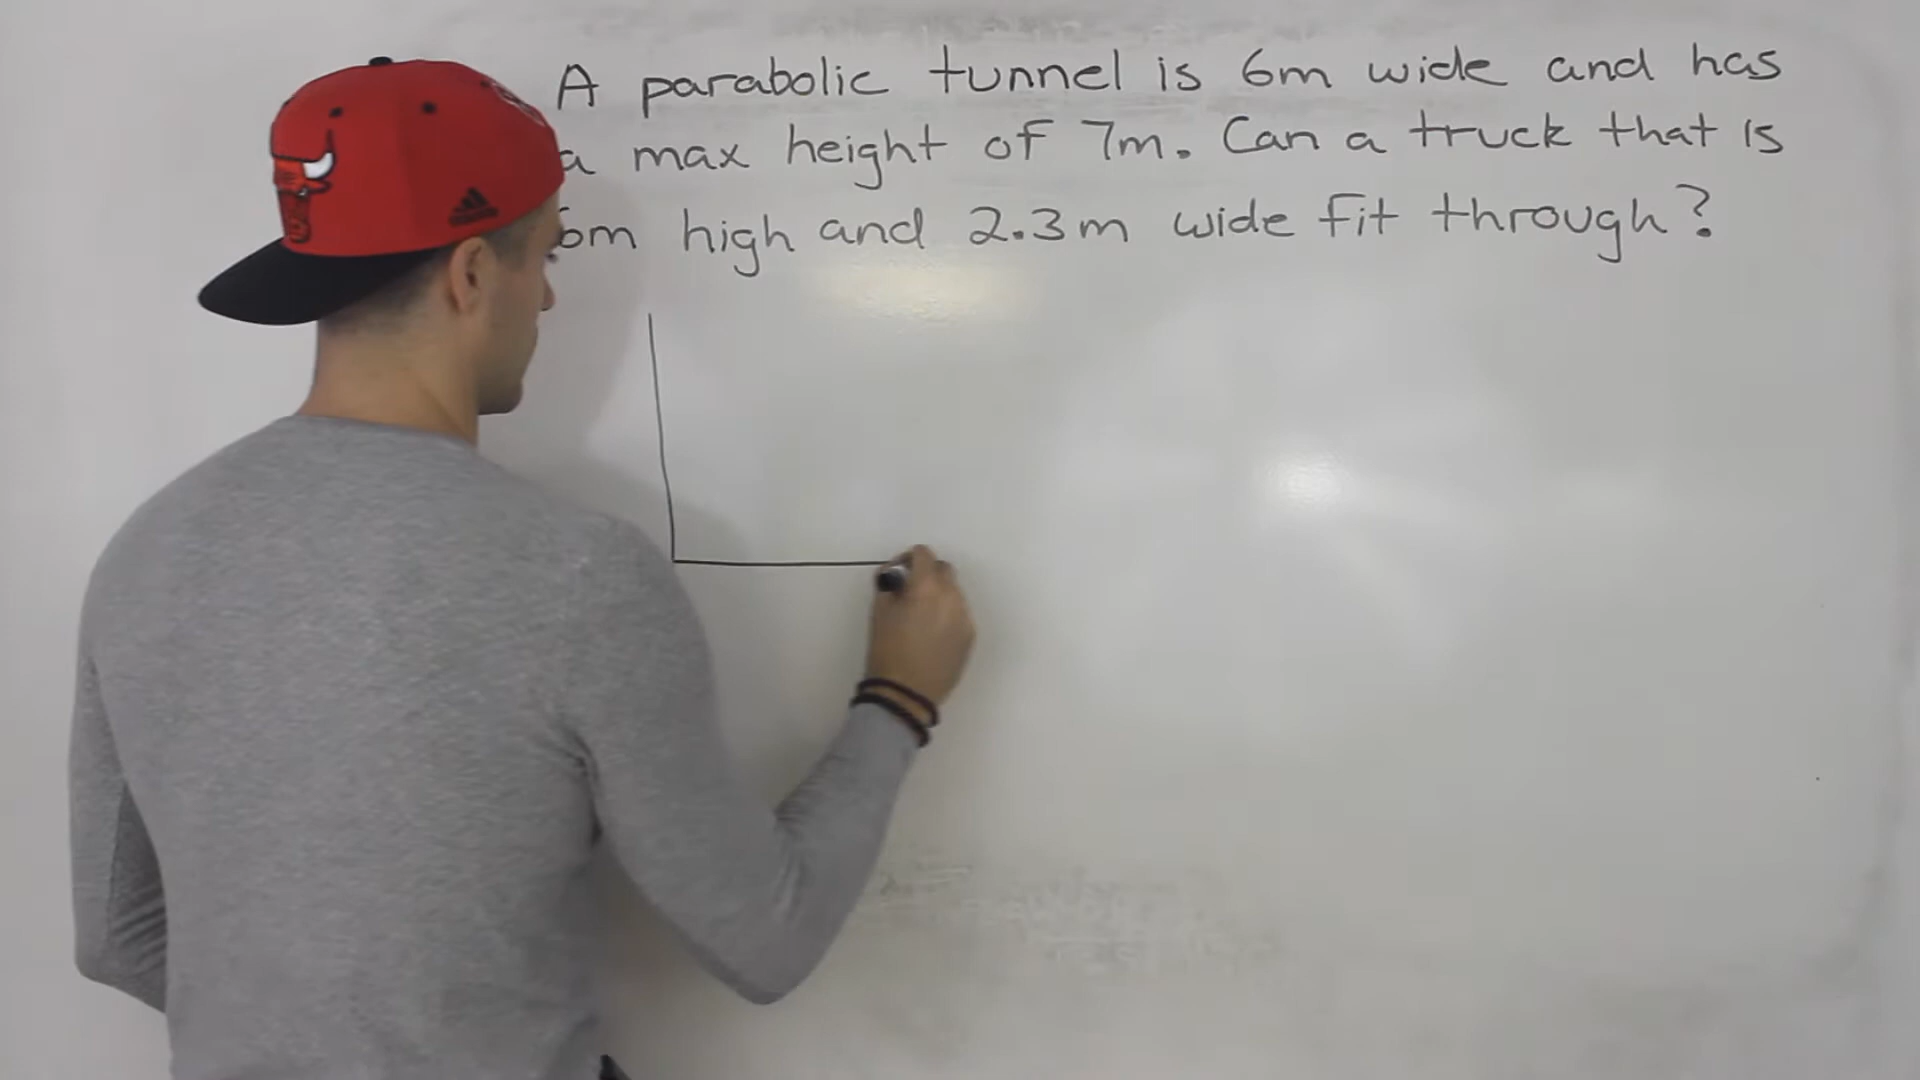 A parabolic tunnel is 6m wide and has
a max height of 7m. Can a truck that is
6m high and 2.3m wide fit through?